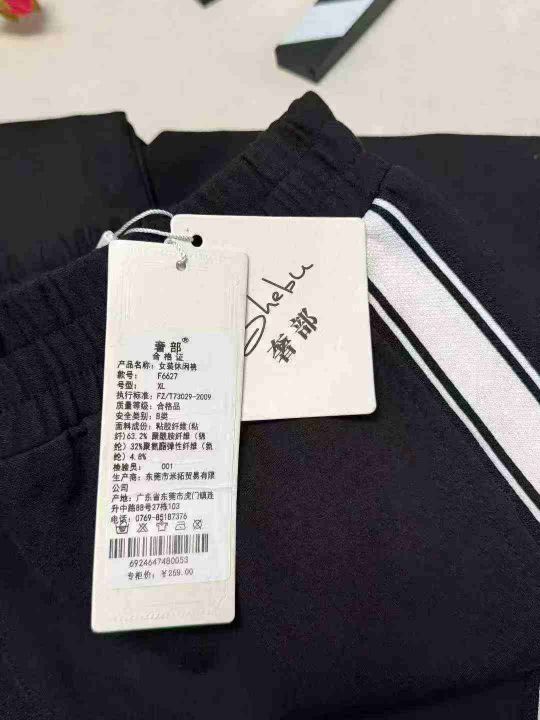 奢部®
合格证
产品名称：女装休闲裤
款号： F6627
号型： XL
执行标准：FZ/T73029-2009
质量等级：合格品
安全类别：B类
面料成份：粘胶纤维（粘
纤）63.2% 聚酰胺纤维（锦
纶）32%聚氨酯弹性纤维（氨
纶）4.8%
检验员： 001
生产商：东莞市米拓贸易有限
公司
产地：广东省东莞市虎门镇连
升中路88号27栋103
电话：0769-85187376
6924647480053
专柜价：￥259.00
Shebu
奢部